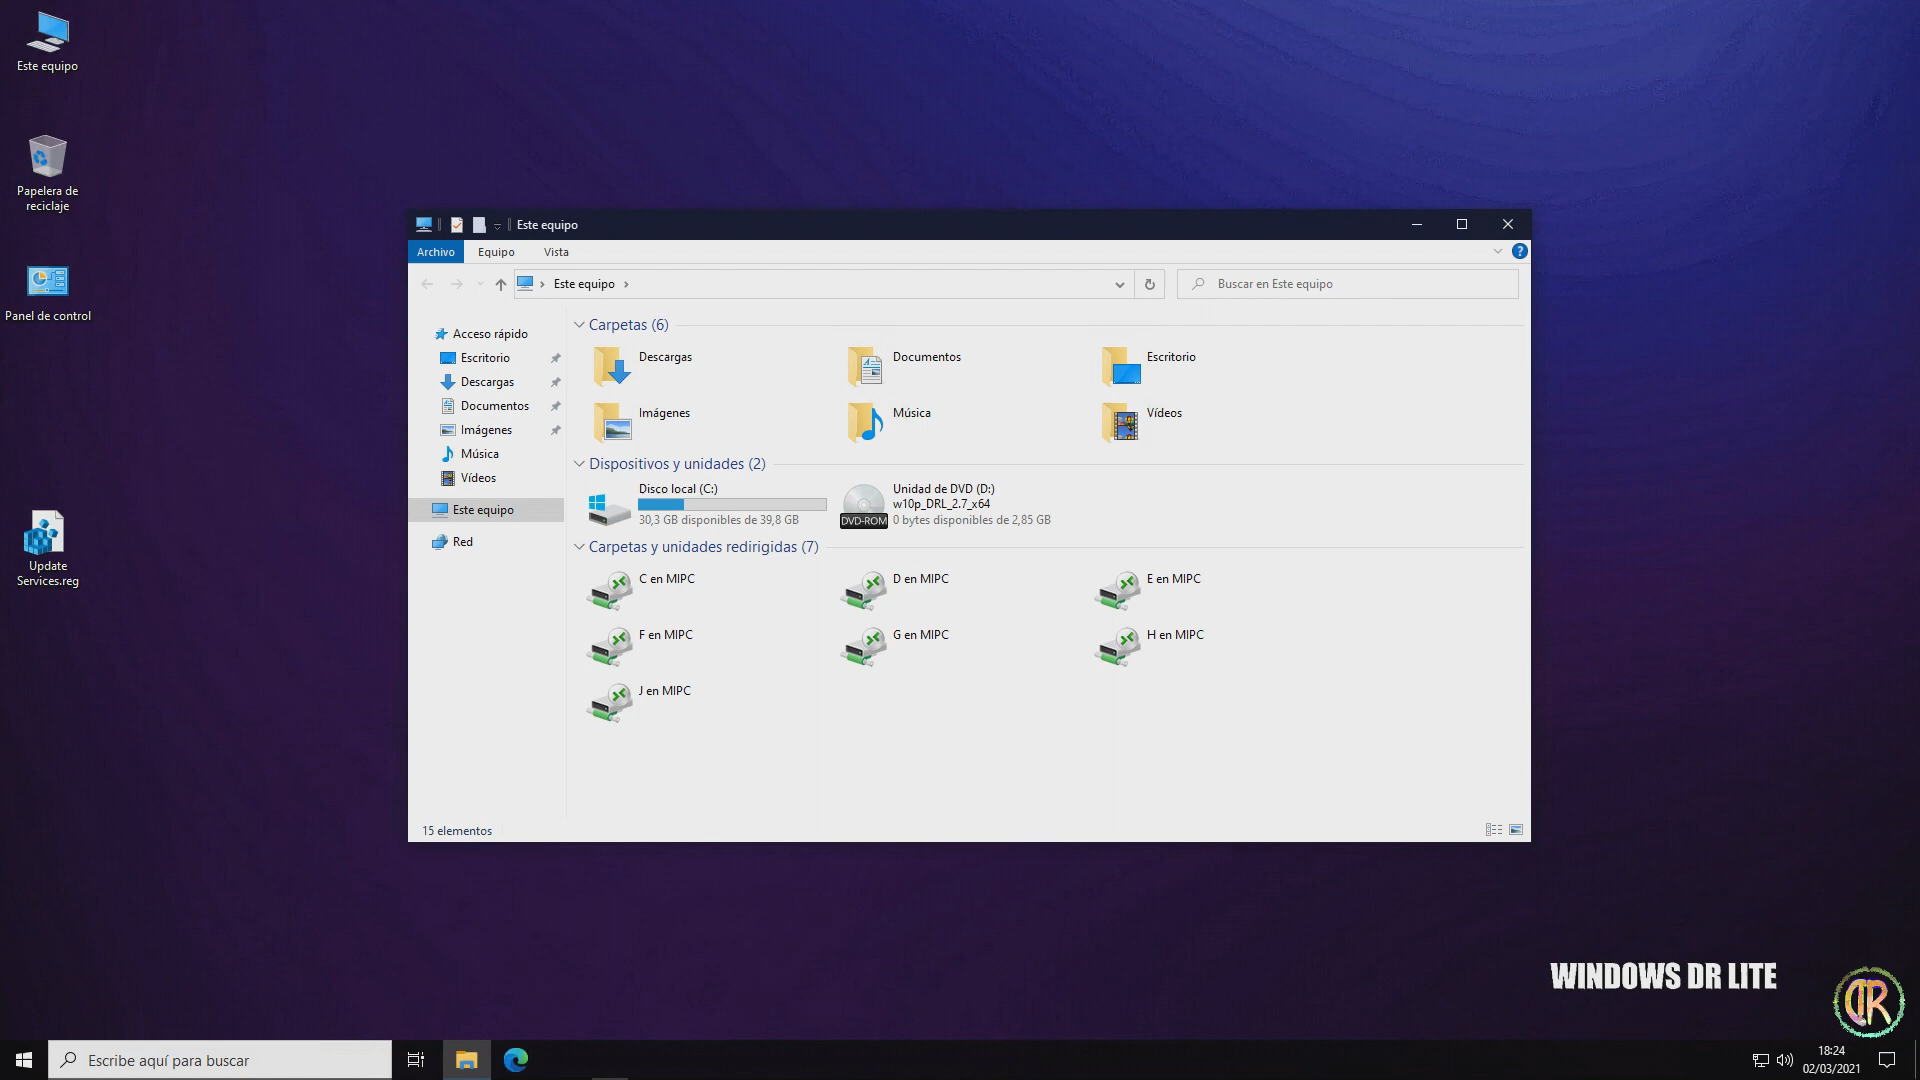 Este equipo
Papelera de
reciclaje
Panel de control
Update
Services.reg
Este equipo
Archivo
Equipo
Vista
?
Este equipo
Buscar en Este equipo
Acceso rápido
Escritorio
Descargas
Documentos
Imágenes
Música
Vídeos
Este equipo
Red
Carpetas (6)
Descargas
Documentos
Escritorio
Imágenes
Música
Vídeos
Dispositivos y unidades (2)
Disco local (C:)
30,3 GB disponibles de 39,8 GB
DVD-ROM
Unidad de DVD (D:)
w10p_DRL_2.7_x64
0 bytes disponibles de 2,85 GB
Carpetas y unidades redirigidas (7)
C en MIPC
D en MIPC
E en MIPC
F en MIPC
G en MIPC
H en MIPC
J en MIPC
15 elementos
WINDOWS DR LITE
DR
Escribe aquí para buscar
18:24
02/03/2021